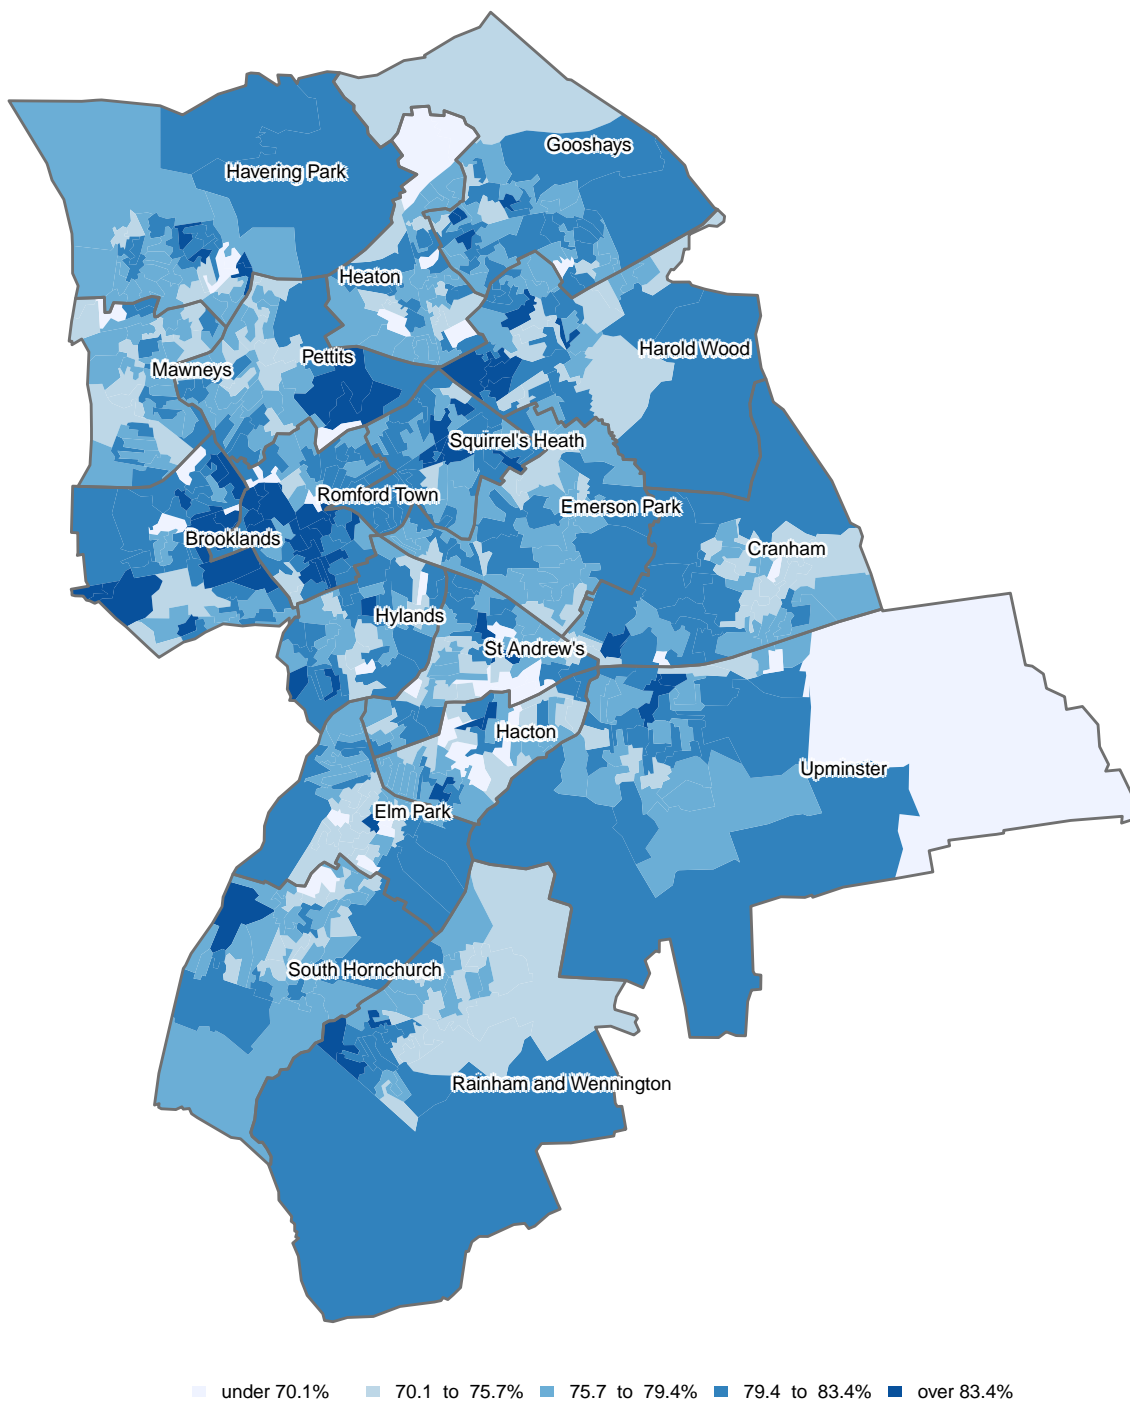 Gooshays
Havering Park
Heaton
Harold Wood
Pettits
Mawneys
Squirrel's Heath
Romford Town
Emerson Park
Brooklands
Cranham
Hylands
St Andrew's
Hacton
Upminster
Elm Park
South Hornchurch
Rainham and Wennington
under 70.1% 70.1 to 75.7% 75.7 to 79.4% 79.4 to 83.4% over 83.4%